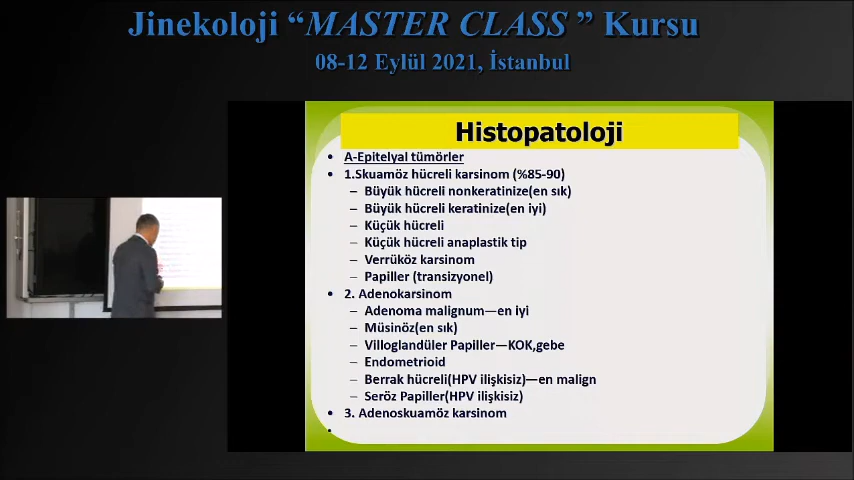 Jinekoloji “MASTER CLASS ” Kursu
08-12 Eylül 2021, İstanbul
Histopatoloji
• A-Epitelyal tümörler
• 1.Skuamöz hücreli karsinom (%85-90)
– Büyük hücreli nonkeratinize(en sık)
– Büyük hücreli keratinize(en iyi)
– Küçük hücreli
– Küçük hücreli anaplastik tip
– Verrüköz karsinom
– Papiller (transizyonel)
• 2. Adenokarsinom
– Adenoma malignum—en iyi
– Müsinöz(en sık)
– Villoglandüler Papiller—KOK,gebe
– Endometrioid
– Berrak hücreli(HPV ilişkisiz)—en malign
– Seröz Papiller(HPV ilişkisiz)
• 3. Adenoskuamöz karsinom